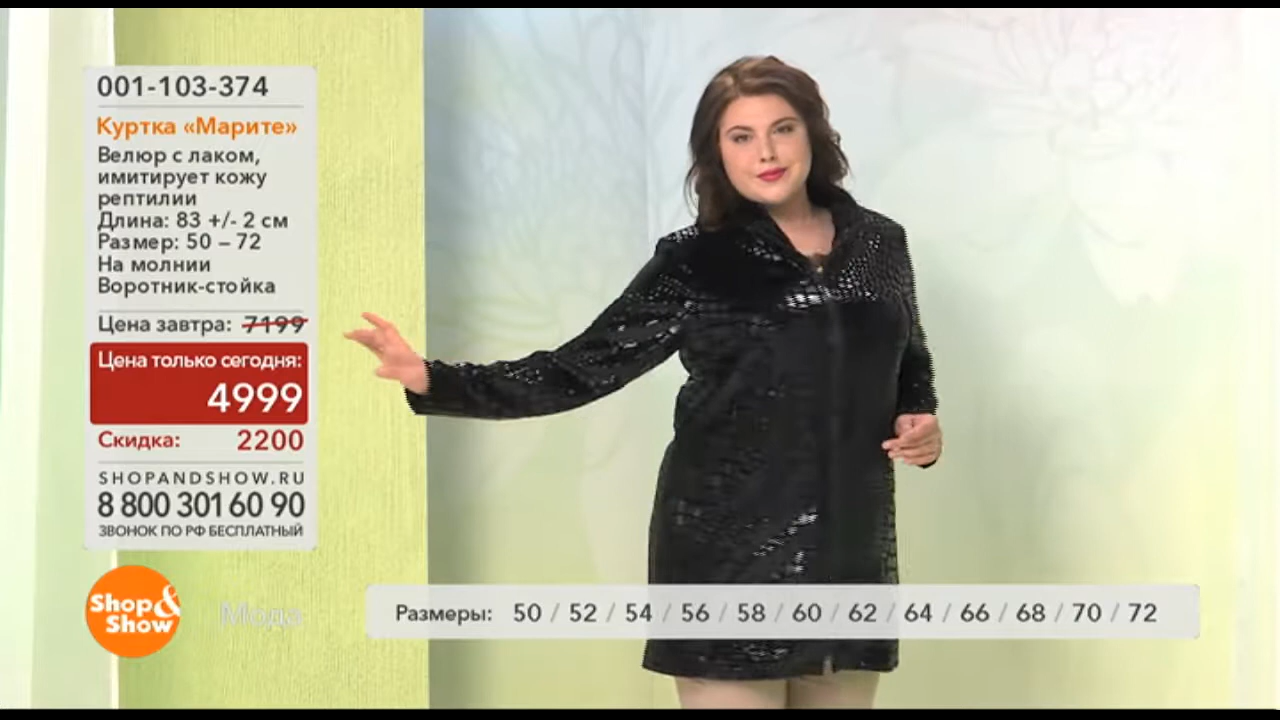 001-103-374
Куртка «Марите»
Велюр с лаком,
имитирует кожу
рептилии
Длина: 83 +/- 2 см
Размер: 50 – 72
На молнии
Воротник-стойка
Цена завтра: 7199
Цена только сегодня:
4999
Скидка: 2200
SHOPANDSHOW.RU
8 800 301 60 90
ЗВОНОК ПО РФ БЕСПЛАТНЫЙ
Shop &
Show
Мода
Размеры: 50 / 52 / 54 / 56 / 58 / 60 / 62 / 64 / 66 / 68 / 70 / 72